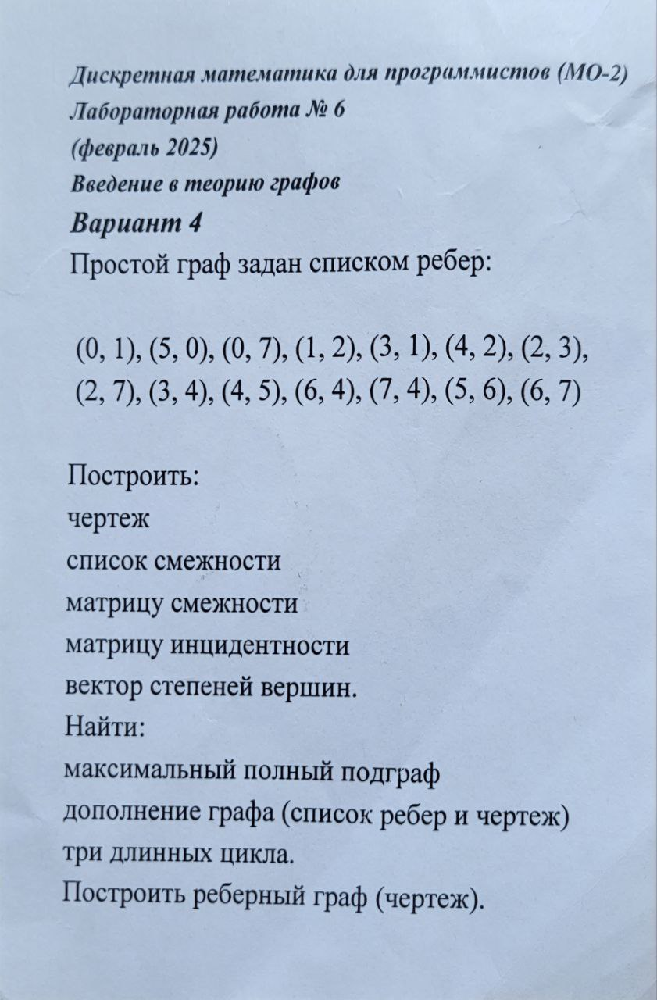 Дискретная математика для программистов (МО-2)
Лабораторная работа № 6
(февраль 2025)
Введение в теорию графов
Вариант 4
Простой граф задан списком ребер:
(0, 1), (5, 0), (0, 7), (1, 2), (3, 1), (4, 2), (2, 3),
(2, 7), (3, 4), (4, 5), (6, 4), (7, 4), (5, 6), (6, 7)
Построить:
чертеж
список смежности
матрицу смежности
матрицу инцидентности
вектор степеней вершин.
Найти:
максимальный полный подграф
дополнение графа (список ребер и чертеж)
три длинных цикла.
Построить реберный граф (чертеж).